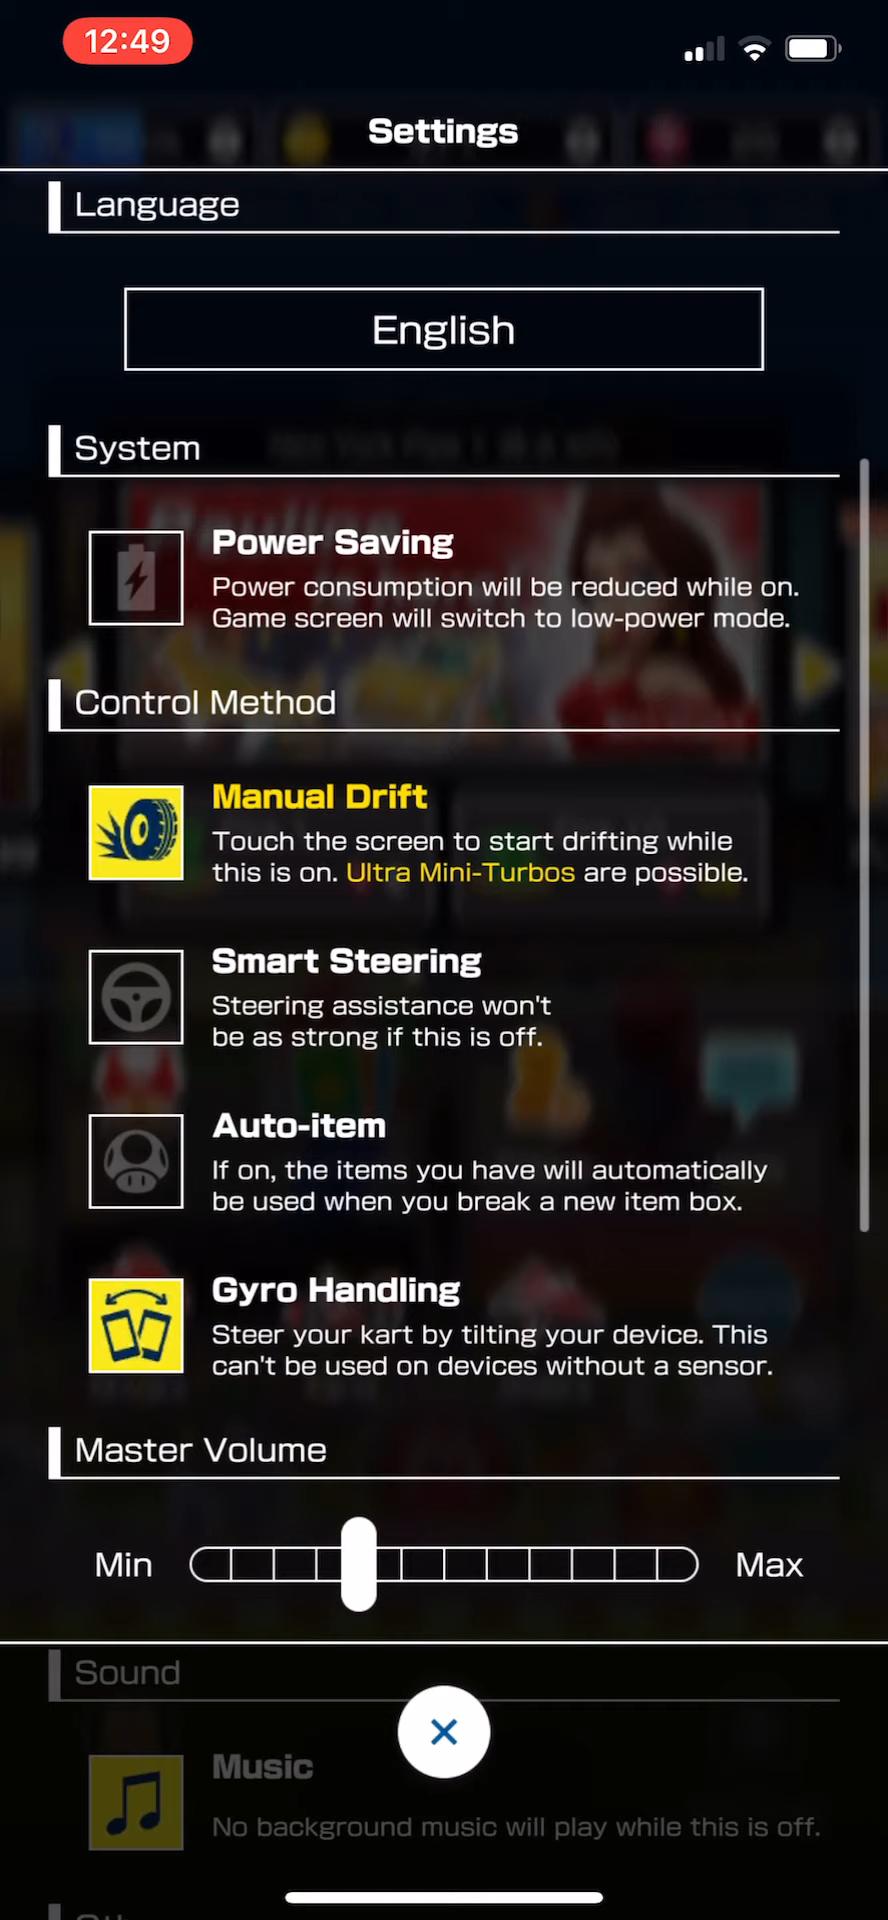 12:49
Settings
Language
English
System
Power Saving
Power consumption will be reduced while on.
Game screen will switch to low-power mode.
Control Method
Manual Drift
Touch the screen to start drifting while
this is on. Ultra Mini-Turbos are possible.
Smart Steering
Steering assistance won't
be as strong if this is off.
Auto-item
If on, the items you have will automatically
be used when you break a new item box.
Gyro Handling
Steer your kart by tilting your device. This
can't be used on devices without a sensor.
Master Volume
Min
Max
Sound
Music
No background music will play while this is off.